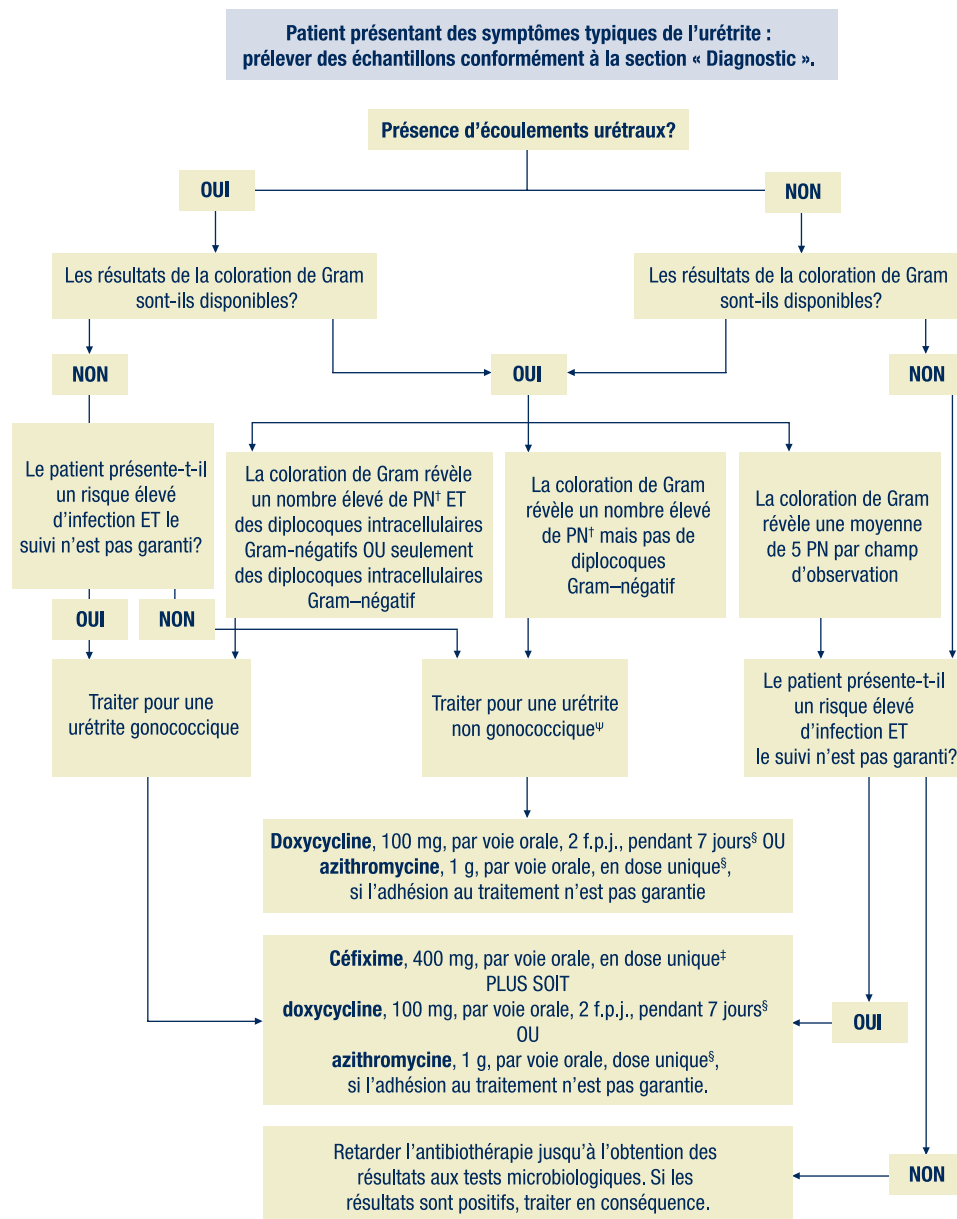 Patient présentant des symptômes typiques de l’urétrite :
prélever des échantillons conformément à la section « Diagnostic ».
Présence d’écoulements urétraux?
OUI
NON
Les résultats de la coloration de Gram
sont-ils disponibles?
Les résultats de la coloration de Gram
sont-ils disponibles?
NON
OUI
NON
Le patient présente-t-il
un risque élevé
d’infection ET le
suivi n’est pas garanti?
La coloration de Gram révèle
un nombre élevé de PN† ET
des diplocoques intracellulaires
Gram-négatifs OU seulement
des diplocoques intracellulaires
Gram–négatif
La coloration de Gram
révèle un nombre élevé
de PN† mais pas de
diplocoques
Gram–négatif
La coloration de Gram
révèle une moyenne
de 5 PN par champ
d’observation
OUI
NON
Traiter pour une
urétrite gonococcique
Traiter pour une urétrite
non gonococciqueᴪ
Le patient présente-t-il
un risque élevé
d’infection ET
le suivi n’est pas garanti?
Doxycycline, 100 mg, par voie orale, 2 f.p.j., pendant 7 jours§ OU
azithromycine, 1 g, par voie orale, en dose unique§,
si l’adhésion au traitement n’est pas garantie
Céfixime, 400 mg, par voie orale, en dose unique‡
PLUS SOIT
doxycycline, 100 mg, par voie orale, 2 f.p.j., pendant 7 jours§
OU
azithromycine, 1 g, par voie orale, dose unique§,
si l’adhésion au traitement n’est pas garantie.
OUI
Retarder l’antibiothérapie jusqu’à l’obtention des
résultats aux tests microbiologiques. Si les
résultats sont positifs, traiter en conséquence.
NON